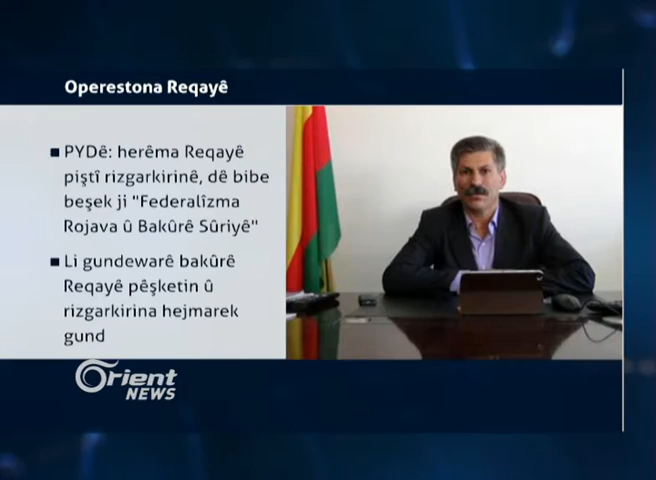 Operestona Reqayê
PYDê: herêma Reqayê
piştî rizgarkirinê, dê bibe
beşek ji "Federalîzma
Rojava û Bakûrê Sûriyê"
Li gundewarê bakûrê
Reqayê pêşketin û
rizgarkirina hejmarek
gund
Orient
NEWS